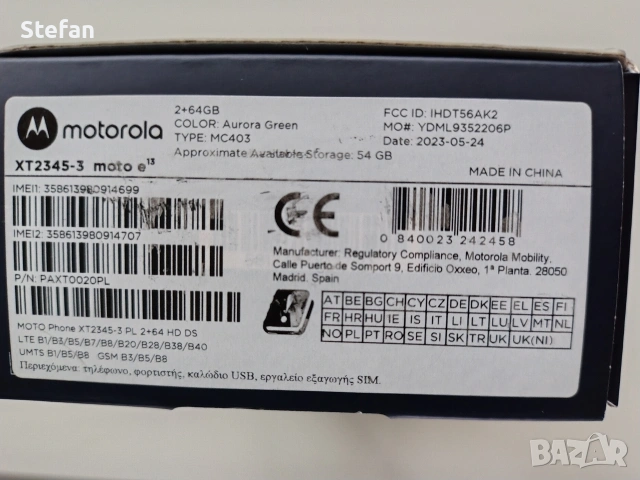 Stefan
motorola
2+64GB
COLOR: Aurora Green
TYPE: MC403
Approximate Available Storage: 54 GB
FCC ID: IHDT56AK2
MO#: YDML9352206P
Date: 2023-05-24
XT2345-3 moto e13
MADE IN CHINA
IMEI1: 358613980914699
IMEI2: 358613980914707
P/N: PAXT0020PL
CE
0 840023 242458
Manufacturer: Regulatory Compliance, Motorola Mobility,
Calle Puerto de Somport 9, Edificio Oxxeo, 1ª Planta. 28050
Madrid. Spain
AT BE BG CH CY CZ DE DK EE EL ES FI
FR HR HU IE IS IT LI LT LU LV MT NL
NO PL PT RO SE SI SK TR UK UK(NI)
MOTO Phone XT2345-3 PL 2+64 HD DS
LTE B1/B3/B5/B7/B8/B20/B28/B38/B40
UMTS B1/B5/B8 GSM B3/B5/B8
Περιεχόμενα: τηλέφωνο, φορτιστής, καλώδιο USB, εργαλείο εξαγωγής SIM.
BAZAR